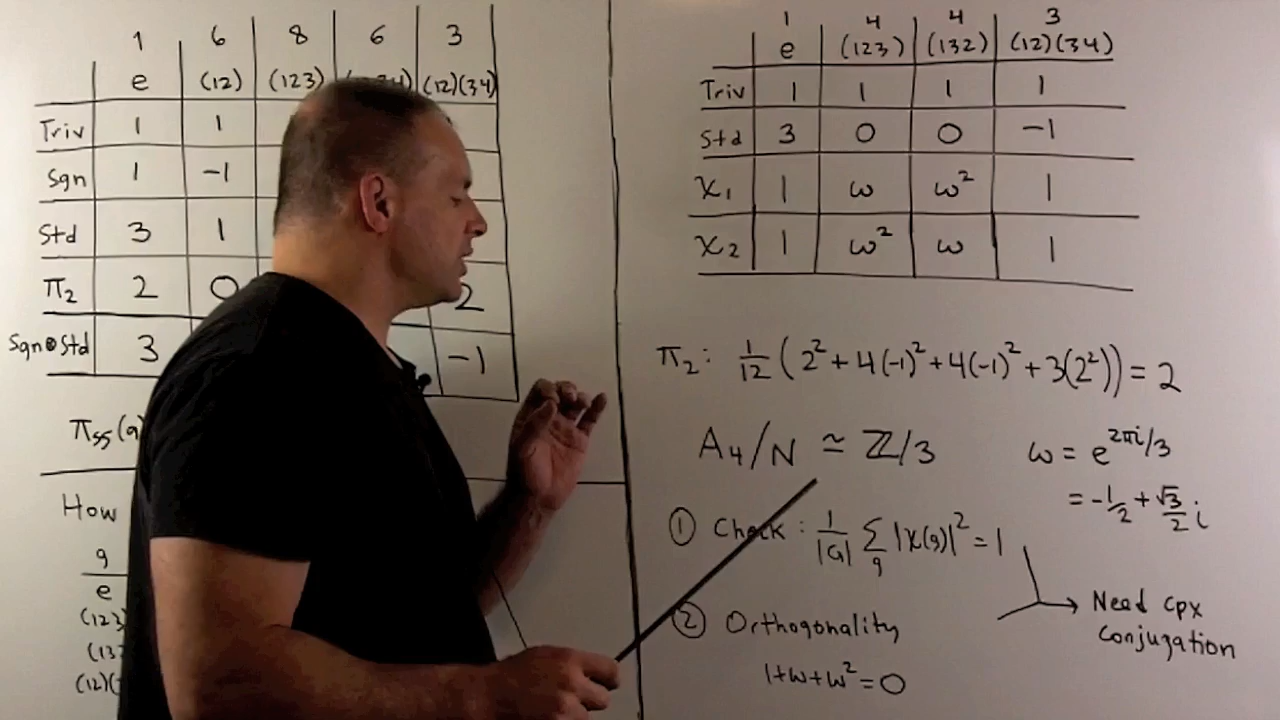 1 6 8 6 3
e (12) (123) (12)(34)
Triv 1 1
Sgn 1 -1
Std 3 1
π₂ 2 0 2
Sgn⊗Std 3 -1
π₅₅(g
How
g
e
(123
(13
(12)(
1 4 4 3
e (123) (132) (12)(34)
Triv 1 1 1 1
Std 3 0 0 -1
χ₁ 1 ω ω² 1
χ₂ 1 ω² ω 1
π₂: 1/12 (2² + 4(-1)² + 4(-1)² + 3(2²)) = 2
A₄/N ≃ ℤ/3 ω = e^{2πi/3}
= -1/2 + √3/2 i
① Check: 1/|G| Σ_g |χ(g)|² = 1
→ Need cpx
conjugation
② Orthogonality
1+ω+ω²=0